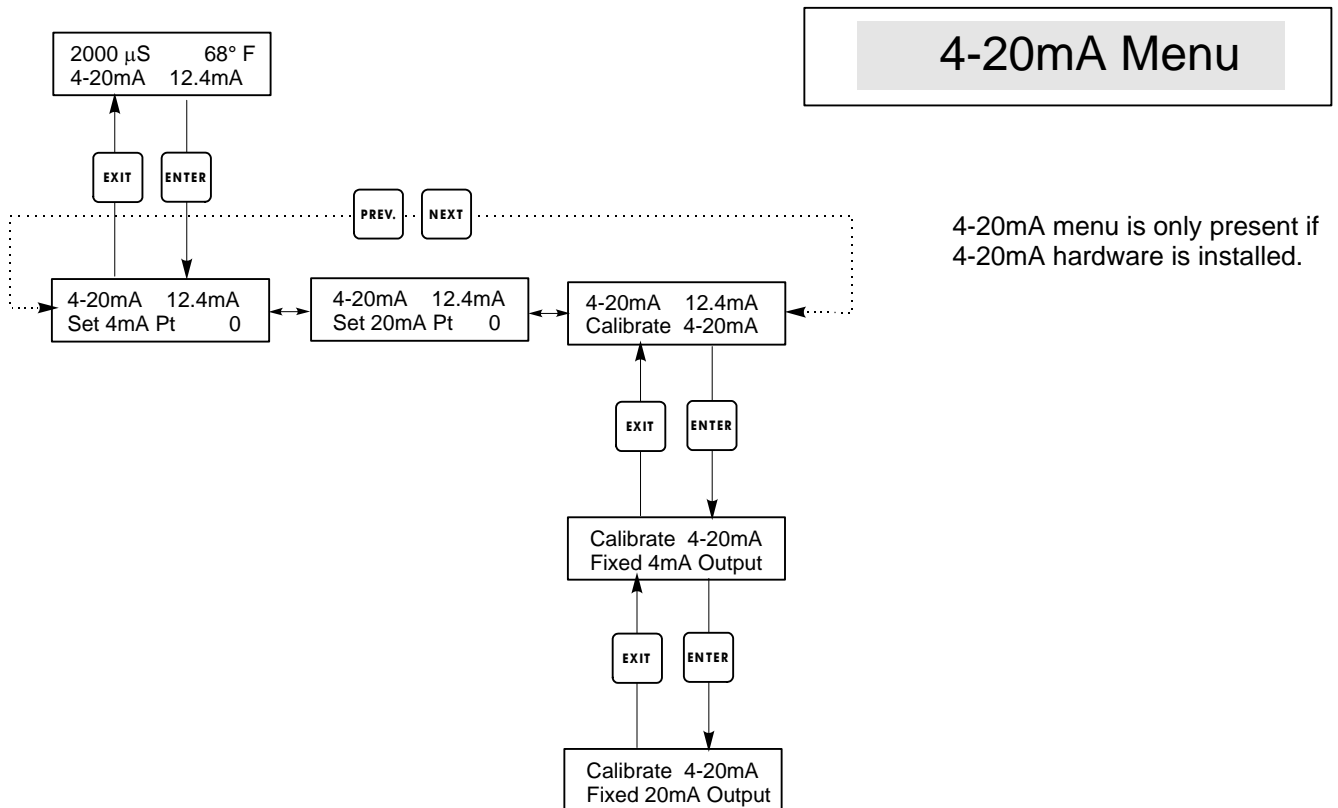 4-20mA Menu
2000 μS 68° F
4-20mA 12.4mA
EXIT
ENTER
PREV.
NEXT
4-20mA menu is only present if
4-20mA hardware is installed.
4-20mA 12.4mA
Set 4mA Pt 0
4-20mA 12.4mA
Set 20mA Pt 0
4-20mA 12.4mA
Calibrate 4-20mA
EXIT
ENTER
Calibrate 4-20mA
Fixed 4mA Output
EXIT
ENTER
Calibrate 4-20mA
Fixed 20mA Output